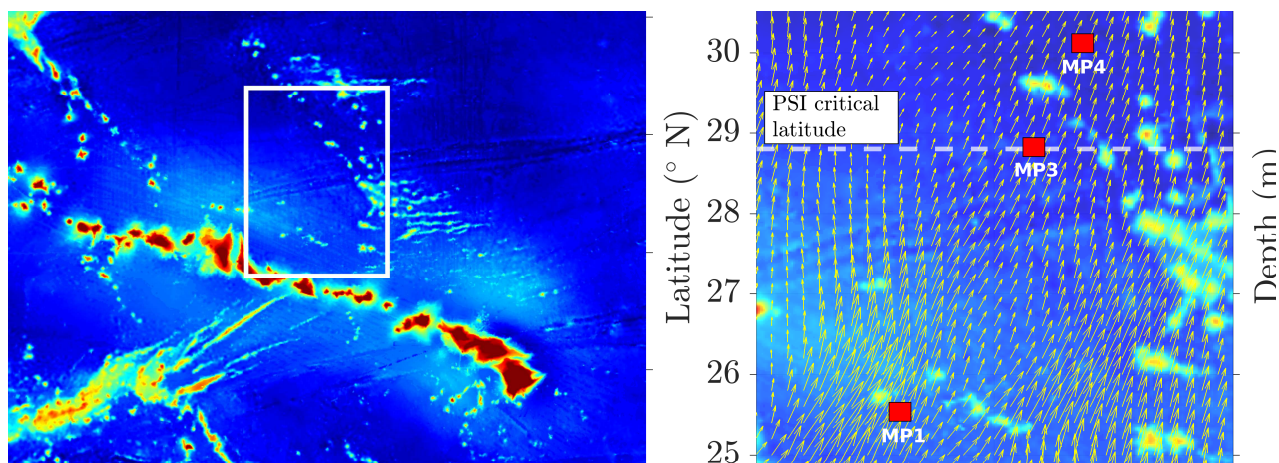 30
29
28
27
26
25
Latitude (° N)
PSI critical
latitude
MP4
MP3
MP1
Depth (m)